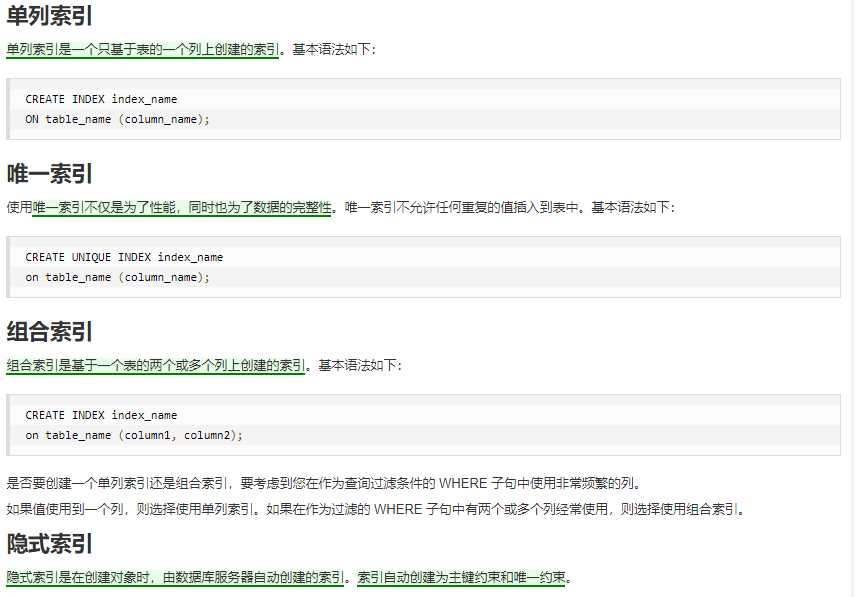 单列索引
单列索引是一个只基于表的一个列上创建的索引。基本语法如下：
CREATE INDEX index_name
ON table_name (column_name);
唯一索引
使用唯一索引不仅是为了性能，同时也为了数据的完整性。唯一索引不允许任何重复的值插入到表中。基本语法如下：
CREATE UNIQUE INDEX index_name
on table_name (column_name);
组合索引
组合索引是基于一个表的两个或多个列上创建的索引。基本语法如下：
CREATE INDEX index_name
on table_name (column1, column2);
是否要创建一个单列索引还是组合索引，要考虑到您在作为查询过滤条件的 WHERE 子句中使用非常频繁的列。
如果值使用到一个列，则选择使用单列索引。如果在作为过滤的 WHERE 子句中有两个或多个列经常使用，则选择使用组合索引。
隐式索引
隐式索引是在创建对象时，由数据库服务器自动创建的索引。索引自动创建为主键约束和唯一约束。